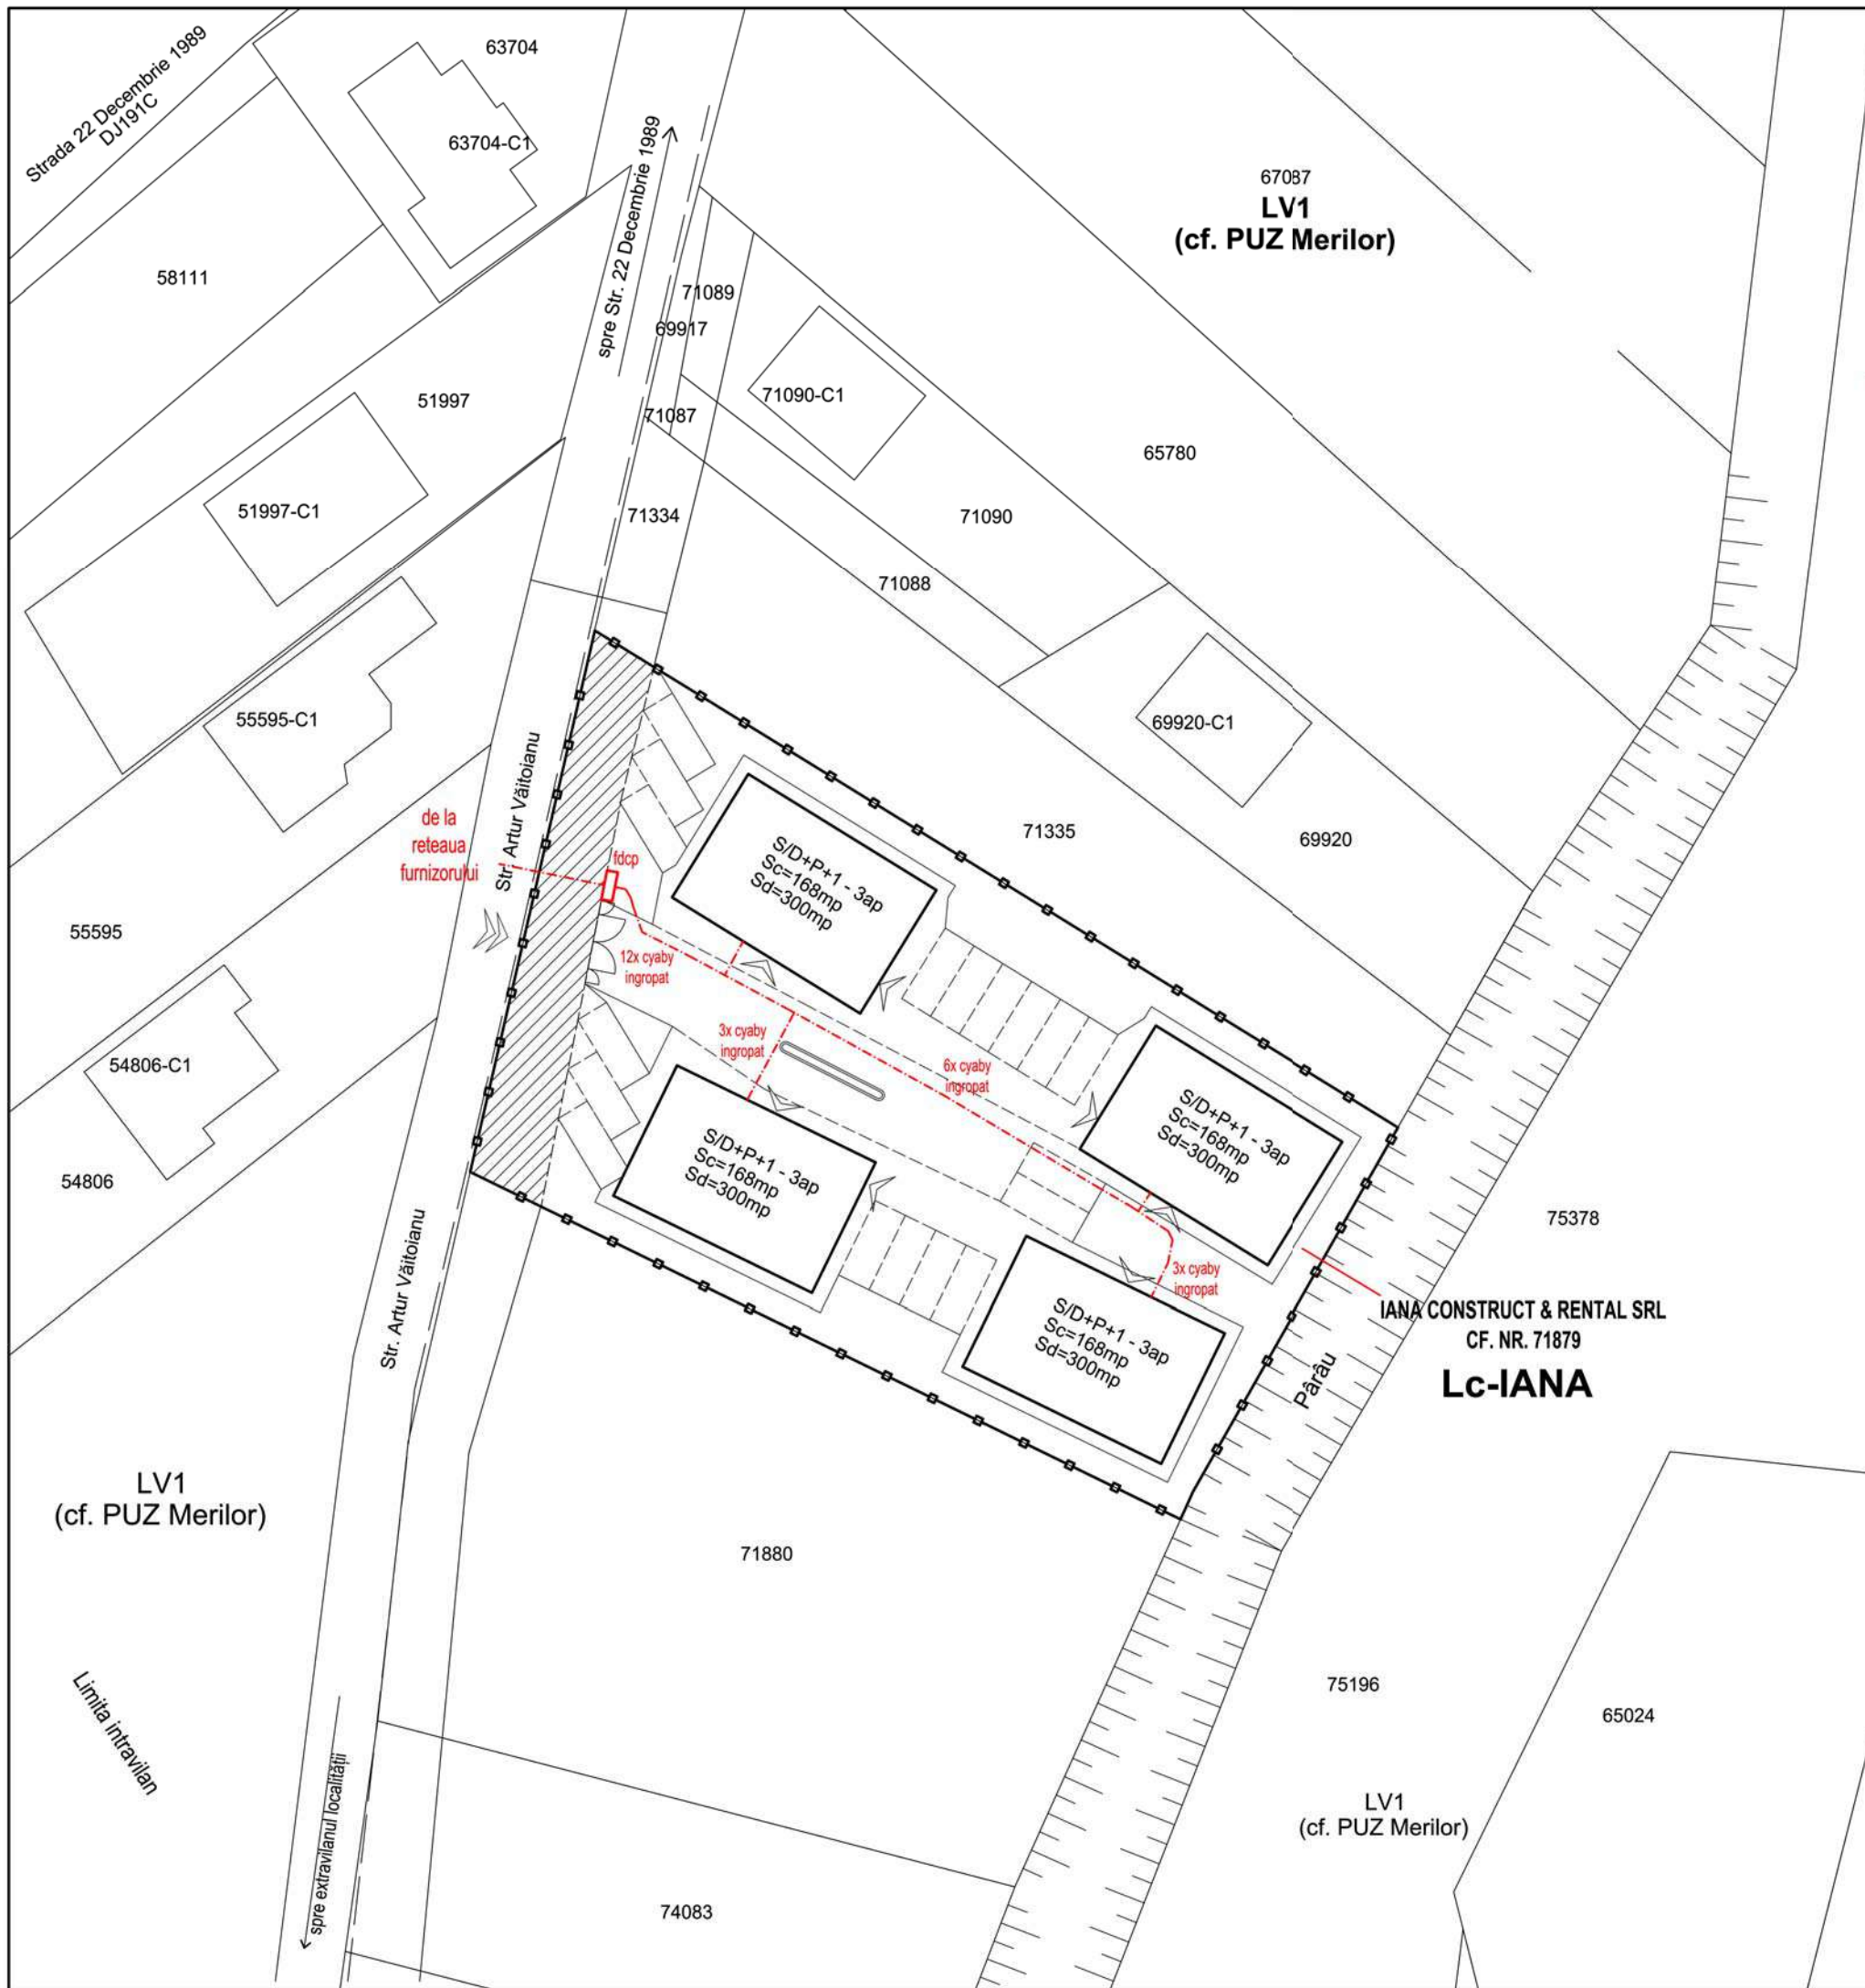 Strada 22 Decembrie 1989
DJ191C
63704
63704-C1
58111
spre Str. 22 Decembrie 1989
67087
LV1
(cf. PUZ Merilor)
71089
69917
71087
71090-C1
51997
51997-C1
65780
71334
71090
71088
55595-C1
69920-C1
Str. Artur Văitoianu
de la
reteaua
furnizorului
fdcp
71335
69920
S/D+P+1 - 3ap
Sc=168mp
Sd=300mp
55595
12x cyaby
ingropat
3x cyaby
ingropat
6x cyaby
ingropat
54806-C1
54806
S/D+P+1 - 3ap
Sc=168mp
Sd=300mp
S/D+P+1 - 3ap
Sc=168mp
Sd=300mp
75378
3x cyaby
ingropat
Str. Artur Văitoianu
S/D+P+1 - 3ap
Sc=168mp
Sd=300mp
IANA CONSTRUCT & RENTAL SRL
CF. NR. 71879
Lc-IANA
Pârâu
LV1
(cf. PUZ Merilor)
71880
Limita intravilan
75196
65024
spre extravilanul localității
LV1
(cf. PUZ Merilor)
74083